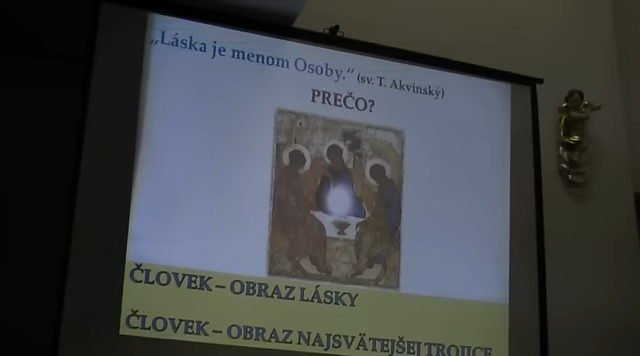 „Láska je menom Osoby.“ (sv. T. Akvinský)
PREČO?
ČLOVEK – OBRAZ LÁSKY
ČLOVEK – OBRAZ NAJSVÄTEJŠEJ TROJICE